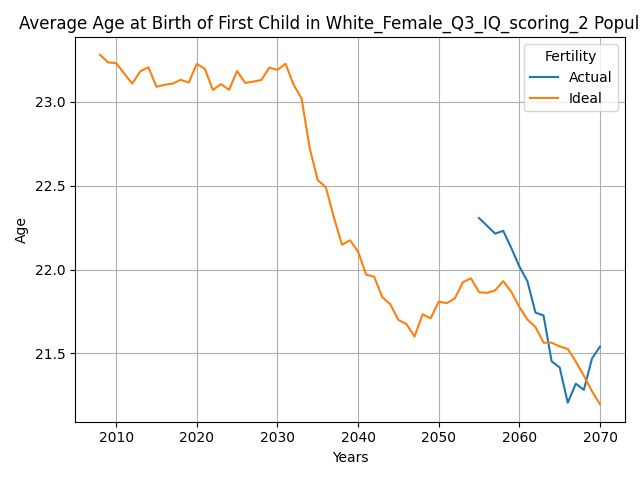 Average Age at Birth of First Child in White_Female_Q3_IQ_scoring_2 Popul
Fertility
Actual
Ideal
23.0
22.5
22.0
21.5
Age
2010 2020 2030 2040 2050 2060 2070
Years